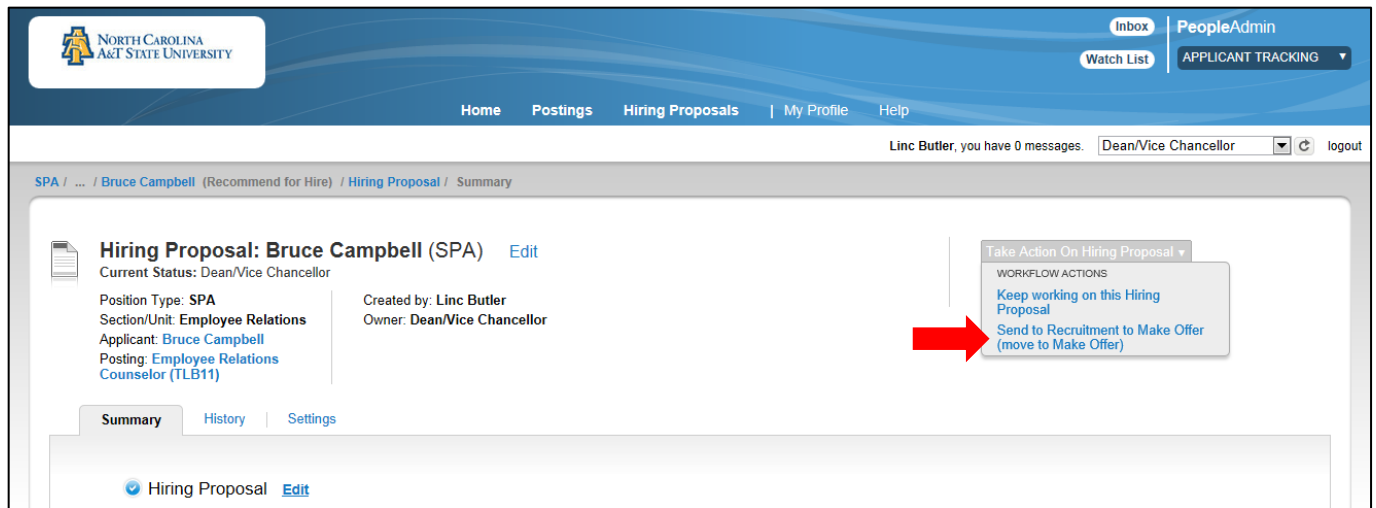 NORTH CAROLINA
A&T STATE UNIVERSITY
Inbox
PeopleAdmin
Watch List
APPLICANT TRACKING
Home Postings Hiring Proposals | My Profile Help
Linc Butler, you have 0 messages. Dean/Vice Chancellor logout
SPA / ... / Bruce Campbell (Recommend for Hire) / Hiring Proposal / Summary
Hiring Proposal: Bruce Campbell (SPA) Edit
Current Status: Dean/Vice Chancellor
Position Type: SPA
Section/Unit: Employee Relations
Applicant: Bruce Campbell
Posting: Employee Relations
Counselor (TLB11)
Created by: Linc Butler
Owner: Dean/Vice Chancellor
Take Action On Hiring Proposal
WORKFLOW ACTIONS
Keep working on this Hiring
Proposal
Send to Recruitment to Make Offer
(move to Make Offer)
Summary History Settings
Hiring Proposal Edit